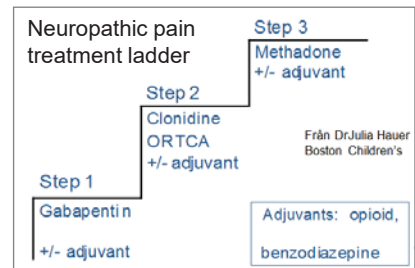 Neuropathic pain
treatment ladder
Step 3
Methadone
+/- adjuvant
Step 2
Clonidine
ORTCA
+/- adjuvant
Från DrJulia Hauer
Boston Children's
Step 1
Gabapentin
+/- adjuvant
Adjuvants: opioid,
benzodiazepine